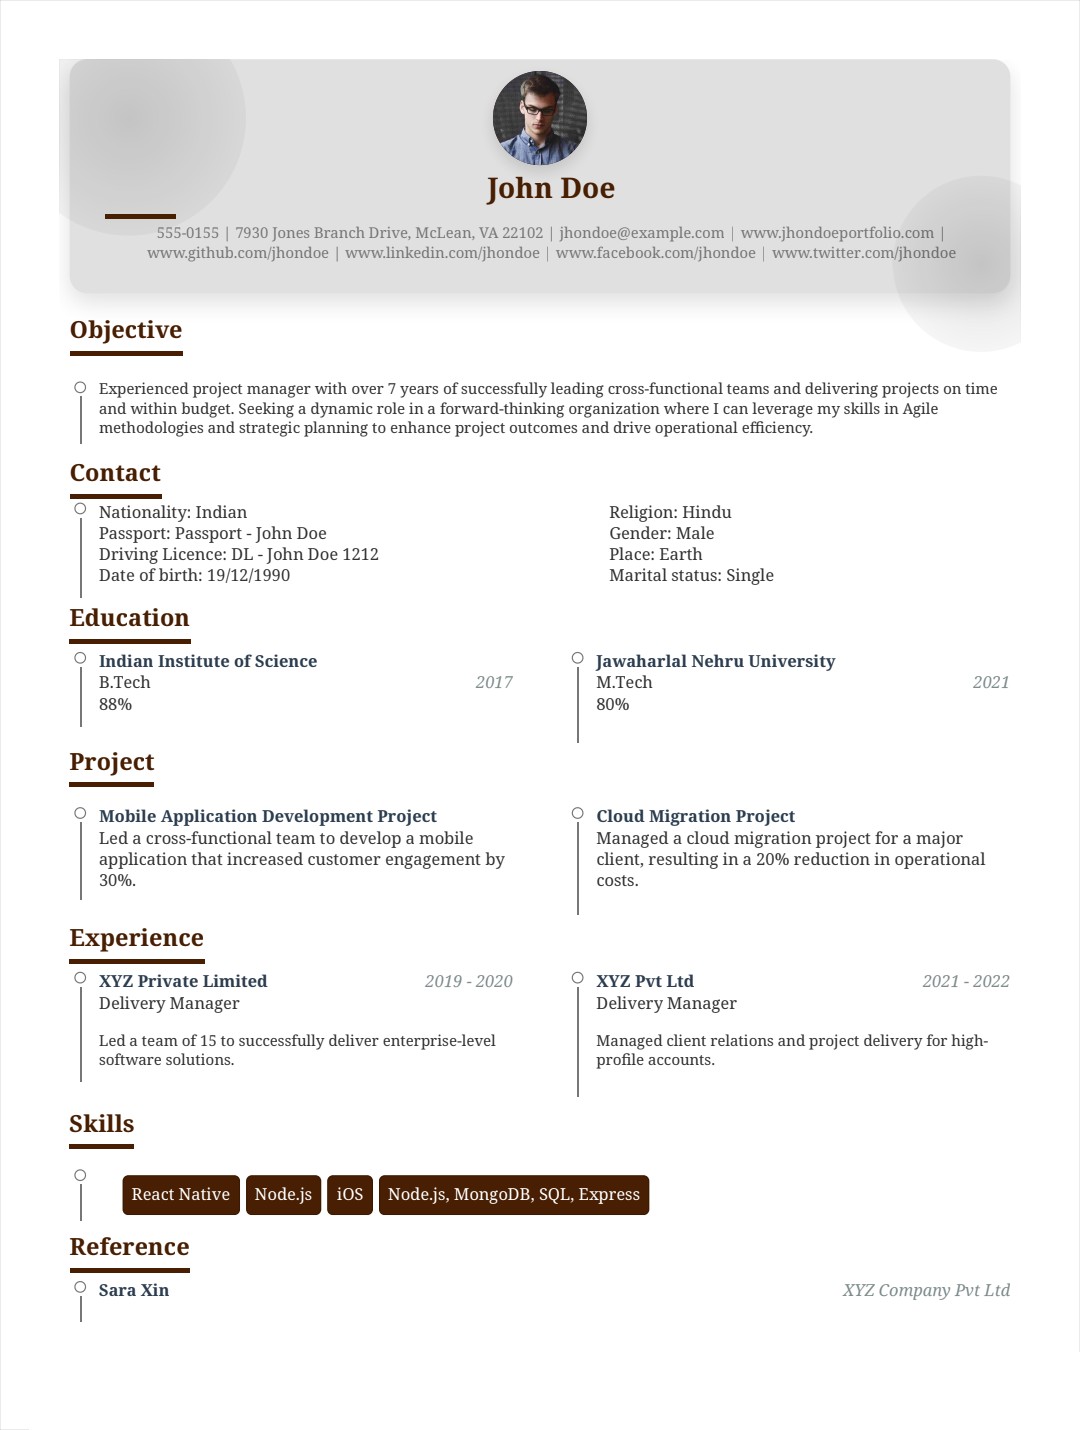 John Doe
555-0155 | 7930 Jones Branch Drive, McLean, VA 22102 | jhondoe@example.com | www.jhondoeportfolio.com |
www.github.com/jhondoe | www.linkedin.com/jhondoe | www.facebook.com/jhondoe | www.twitter.com/jhondoe
Objective
Experienced project manager with over 7 years of successfully leading cross-functional teams and delivering projects on time
and within budget. Seeking a dynamic role in a forward-thinking organization where I can leverage my skills in Agile
methodologies and strategic planning to enhance project outcomes and drive operational efficiency.
Contact
Nationality: Indian
Passport: Passport - John Doe
Driving Licence: DL - John Doe 1212
Date of birth: 19/12/1990
Religion: Hindu
Gender: Male
Place: Earth
Marital status: Single
Education
Indian Institute of Science
B.Tech 2017
88%
Jawaharlal Nehru University
M.Tech 2021
80%
Project
Mobile Application Development Project
Led a cross-functional team to develop a mobile
application that increased customer engagement by
30%.
Cloud Migration Project
Managed a cloud migration project for a major
client, resulting in a 20% reduction in operational
costs.
Experience
XYZ Private Limited 2019 - 2020
Delivery Manager
Led a team of 15 to successfully deliver enterprise-level
software solutions.
XYZ Pvt Ltd 2021 - 2022
Delivery Manager
Managed client relations and project delivery for high-
profile accounts.
Skills
React Native Node.js iOS Node.js, MongoDB, SQL, Express
Reference
Sara Xin XYZ Company Pvt Ltd